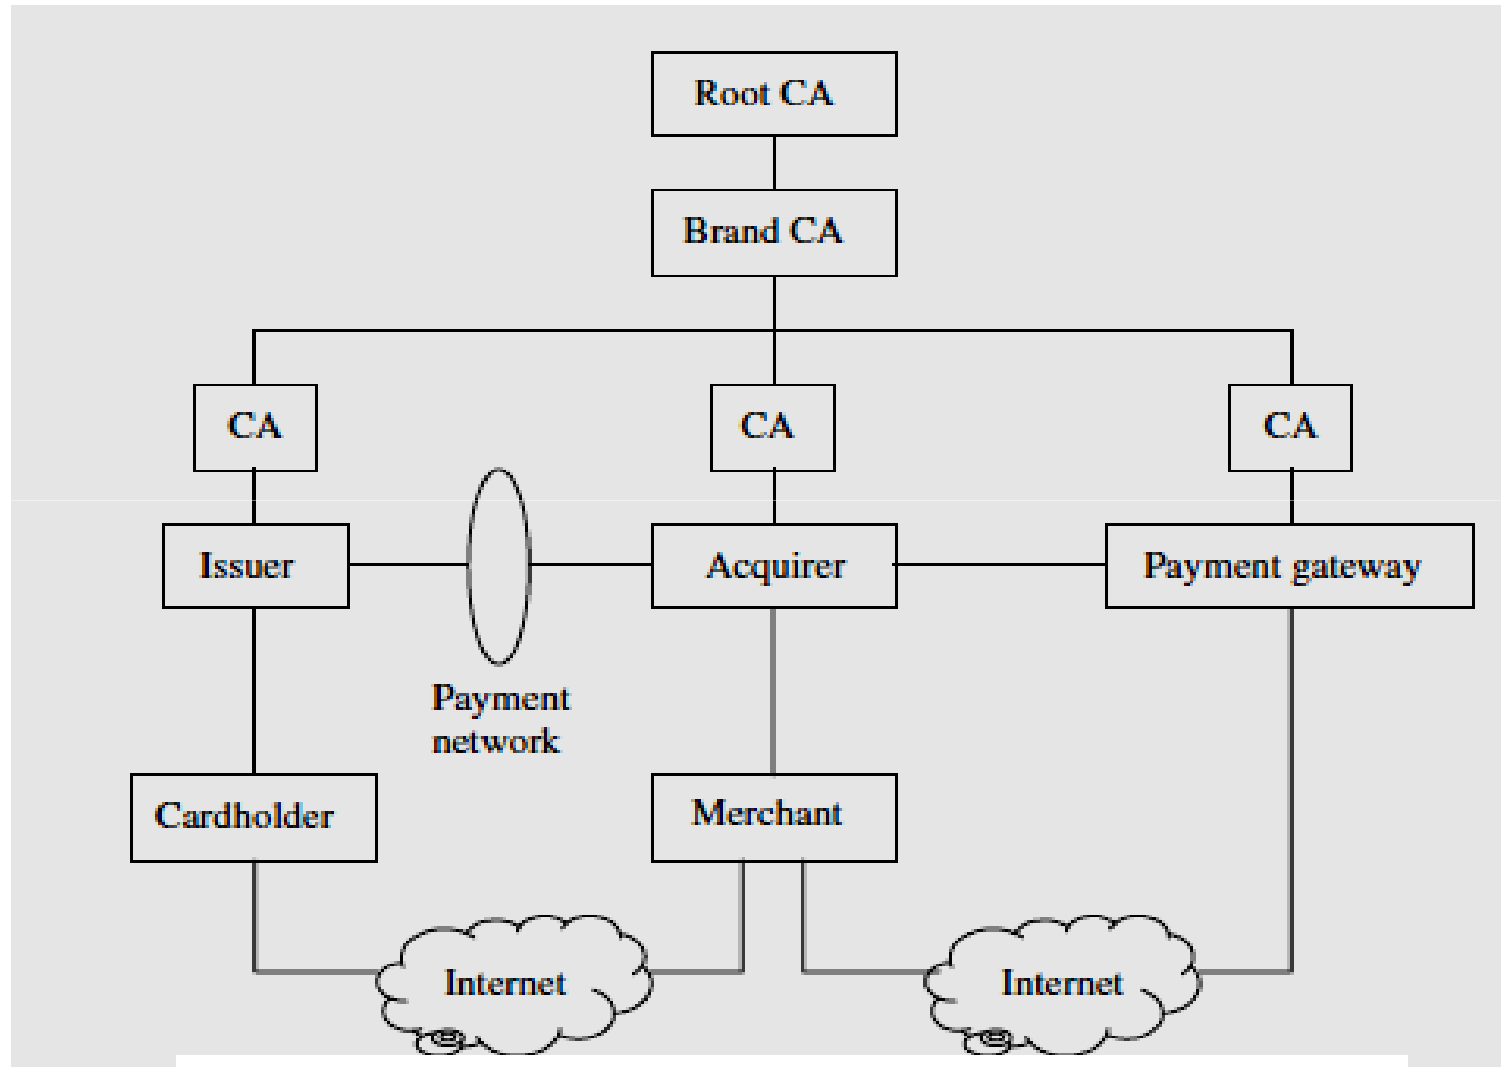 Root CA
Brand CA
CA
CA
CA
Issuer
Acquirer
Payment gateway
Payment
network
Cardholder
Merchant
Internet
Internet